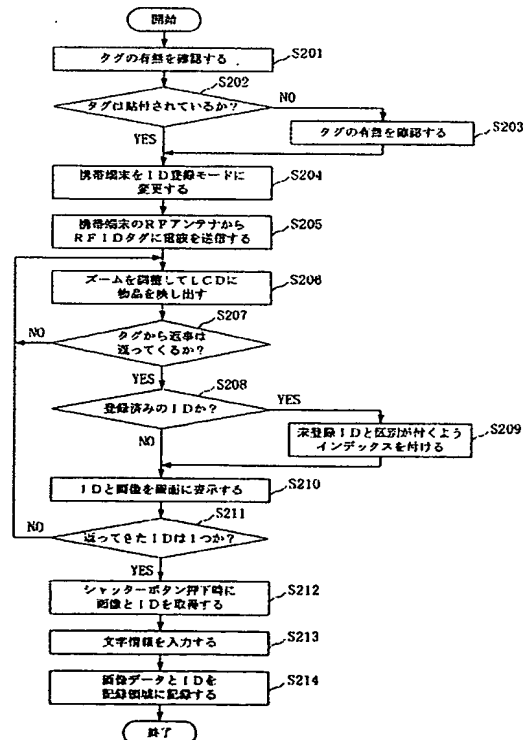 開始
タグの有無を確認する
S201
S202
タグは貼付されているか?
NO
YES
タグの有無を確認する
S203
携帯端末をID登録モードに
変更する
S204
携帯端末のRFアンテナから
RFIDタグに電波を送信する
S205
ズームを調整してLCDに
物品を映し出す
S206
S207
タグから返事は
返ってくるか?
NO
YES
S208
登録済みのIDか?
YES
NO
未登録IDと区別が付くよう
インデックスを付ける
S209
IDと画像を画面に表示する
S210
S211
返ってきたIDは1つか?
NO
YES
シャッターボタン押下時に
画像とIDを取得する
S212
文字情報を入力する
S213
画像データとIDを
記録領域に記録する
S214
終了